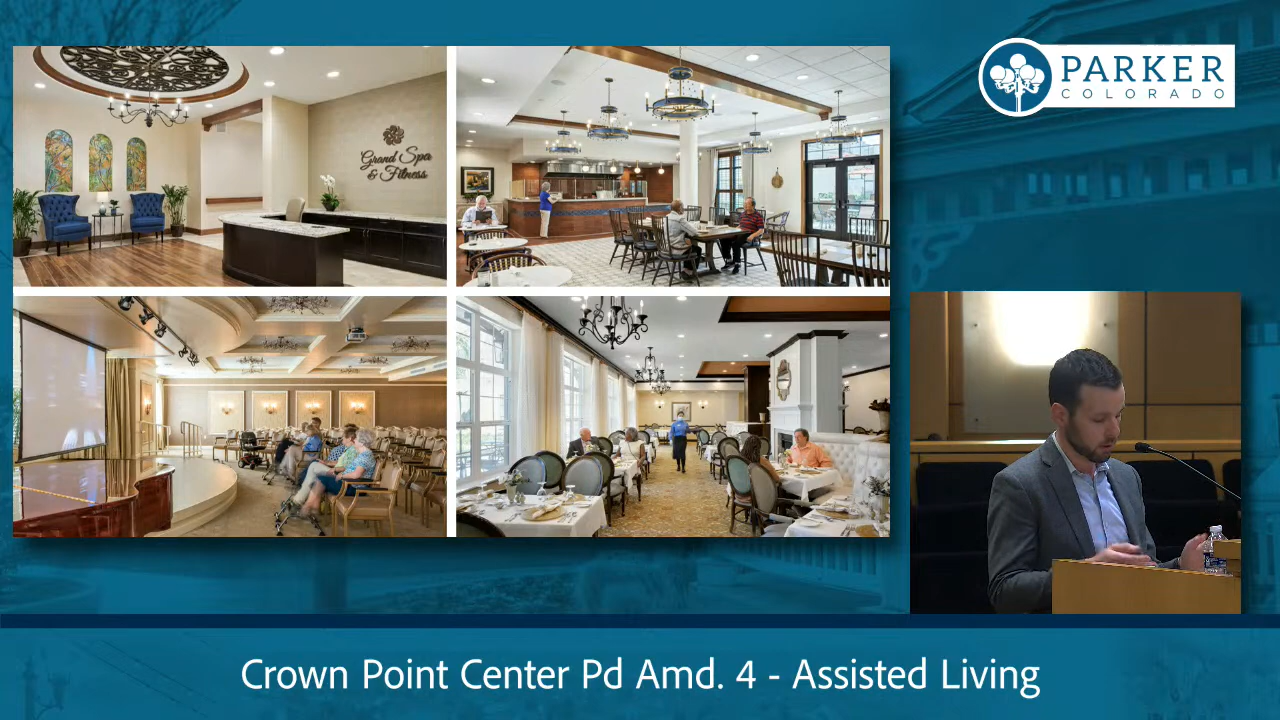 Grand Spa
& Fitness
PARKER
COLORADO
Crown Point Center Pd Amd. 4 - Assisted Living